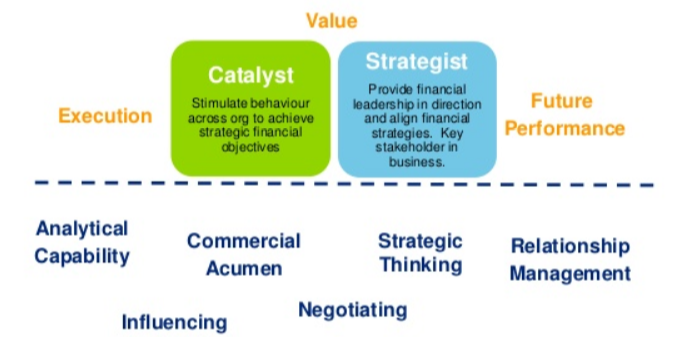 Value
Catalyst
Stimulate behaviour
across org to achieve
strategic financial
objectives
Strategist
Provide financial
leadership in direction
and align financial
strategies. Key
stakeholder in
business.
Execution
Future
Performance
Analytical
Capability
Commercial
Acumen
Strategic
Thinking
Relationship
Management
Influencing
Negotiating